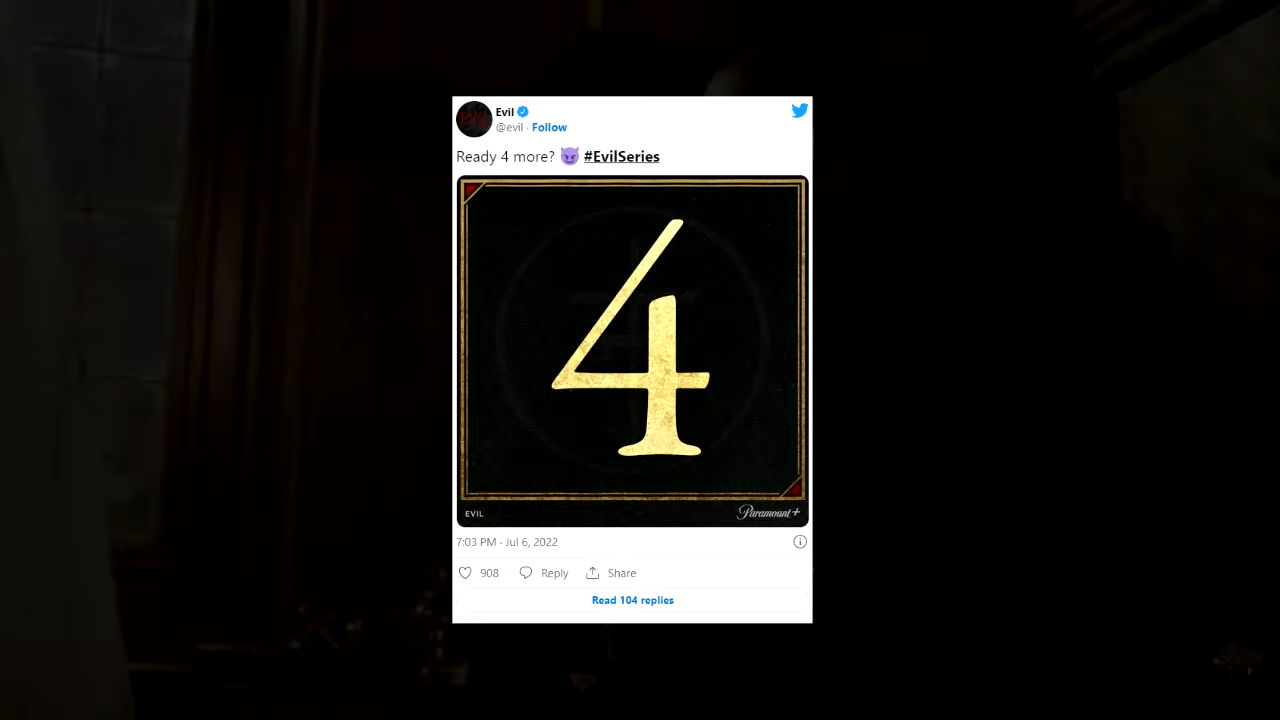 Evil
@evil · Follow
Ready 4 more? 😈 #EvilSeries
4
EVIL
Paramount+
7:03 PM · Jul 6, 2022
908 Reply Share
Read 104 replies